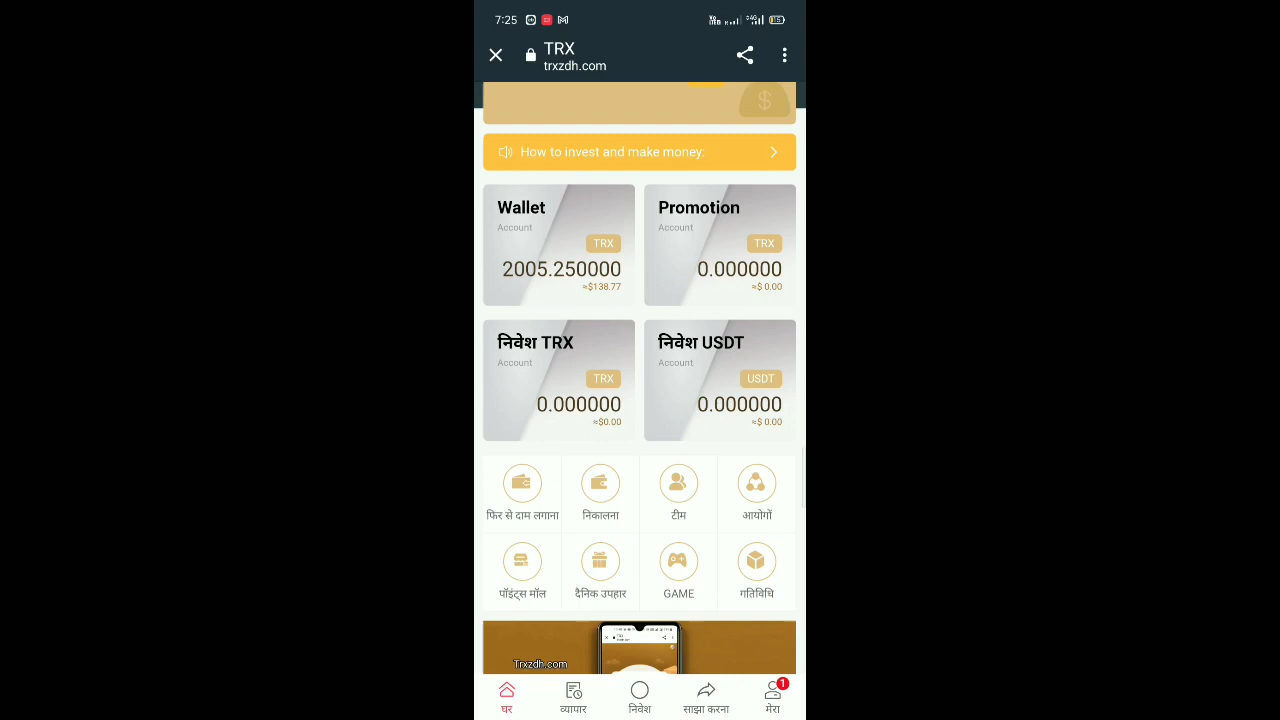 7:25
TRX
trxzdh.com
How to invest and make money:
Wallet
Account
TRX
2005.250000
≈$138.77
Promotion
Account
TRX
0.000000
≈$ 0.00
निवेश TRX
Account
TRX
0.000000
≈$0.00
निवेश USDT
Account
USDT
0.000000
≈$ 0.00
फिर से दाम लगाना
निकालना
टीम
आयोगों
पॉइंट्स मॉल
दैनिक उपहार
GAME
गतिविधि
Trxzdh.com
घर
व्यापार
निवेश
साझा करना
1
मेरा